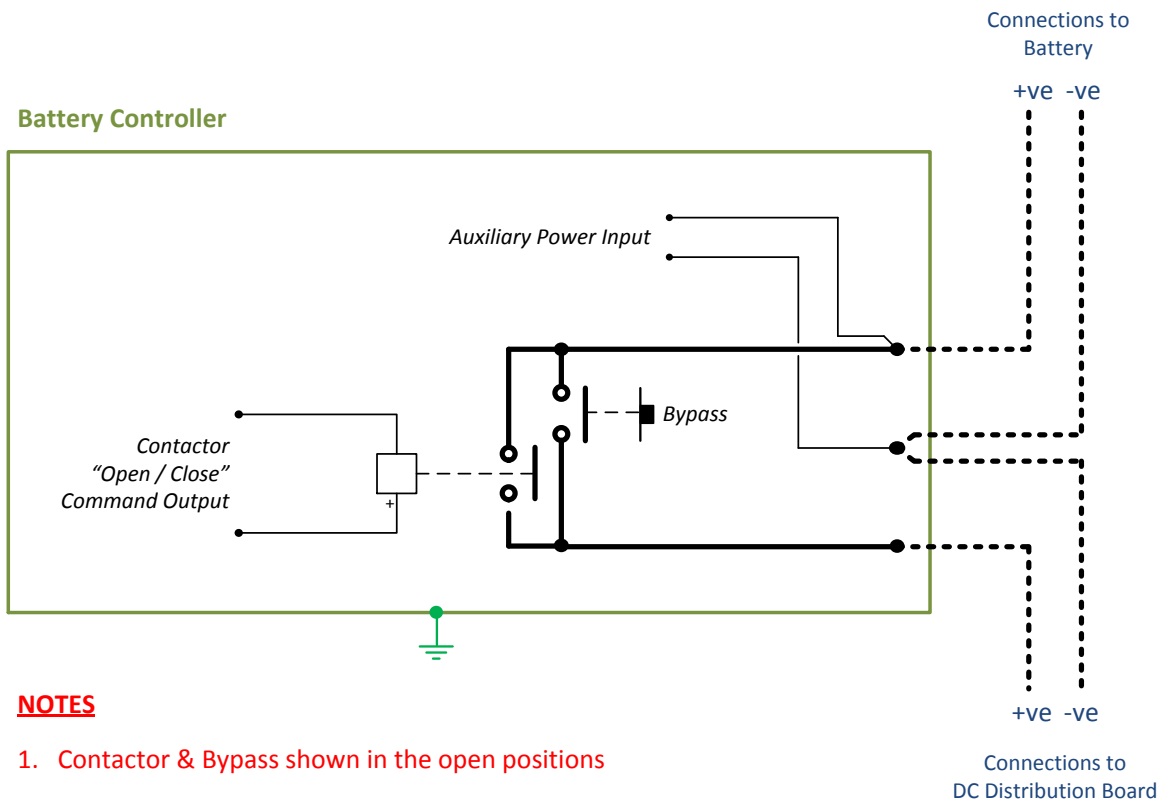 Connections to
Battery
+ve -ve
Battery Controller
Auxiliary Power Input
Bypass
Contactor
“Open / Close”
Command Output
+
NOTES
1. Contactor & Bypass shown in the open positions
+ve -ve
Connections to
DC Distribution Board